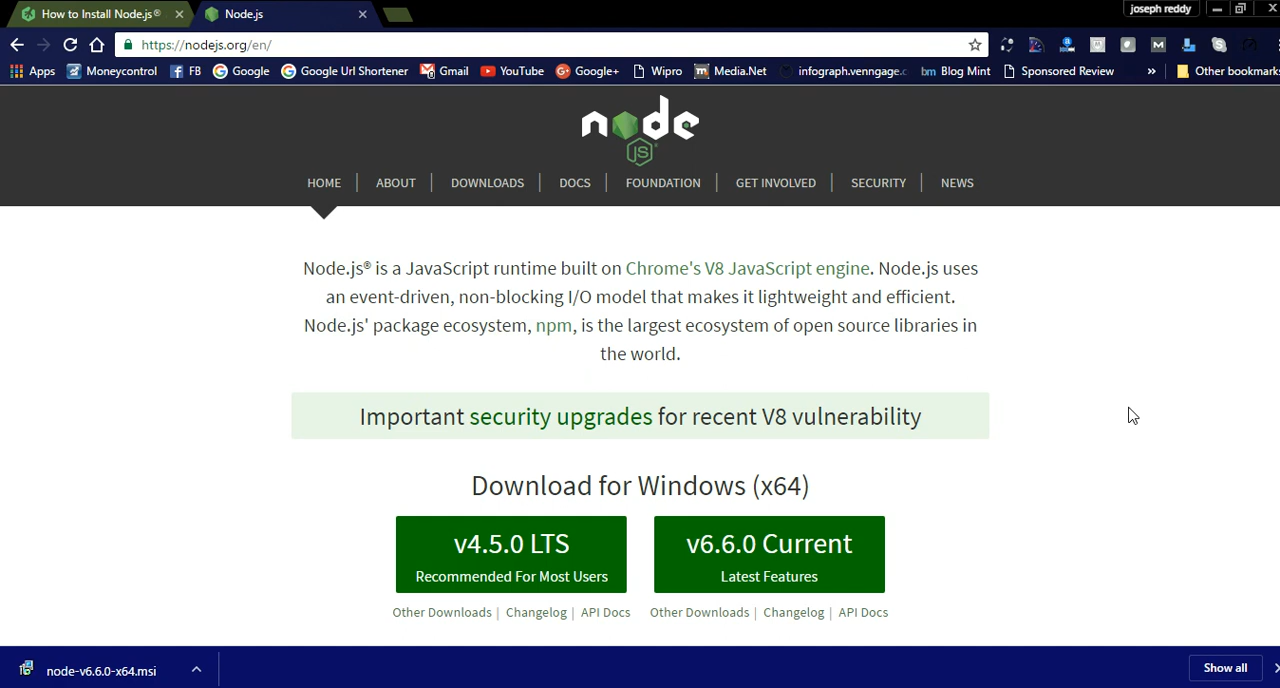 How to Install Node.js®
Node.js
joseph reddy
https://nodejs.org/en/
Apps
Moneycontrol
FB
Google
Google Url Shortener
Gmail
YouTube
Google+
Wipro
Media.Net
infograph.venngage.c
bm Blog Mint
Sponsored Review
»
Other bookmarks
node
JS
HOME
ABOUT
DOWNLOADS
DOCS
FOUNDATION
GET INVOLVED
SECURITY
NEWS
Node.js® is a JavaScript runtime built on Chrome's V8 JavaScript engine. Node.js uses
an event-driven, non-blocking I/O model that makes it lightweight and efficient.
Node.js' package ecosystem, npm, is the largest ecosystem of open source libraries in
the world.
Important security upgrades for recent V8 vulnerability
Download for Windows (x64)
v4.5.0 LTS
Recommended For Most Users
v6.6.0 Current
Latest Features
Other Downloads | Changelog | API Docs
Other Downloads | Changelog | API Docs
node-v6.6.0-x64.msi
Show all